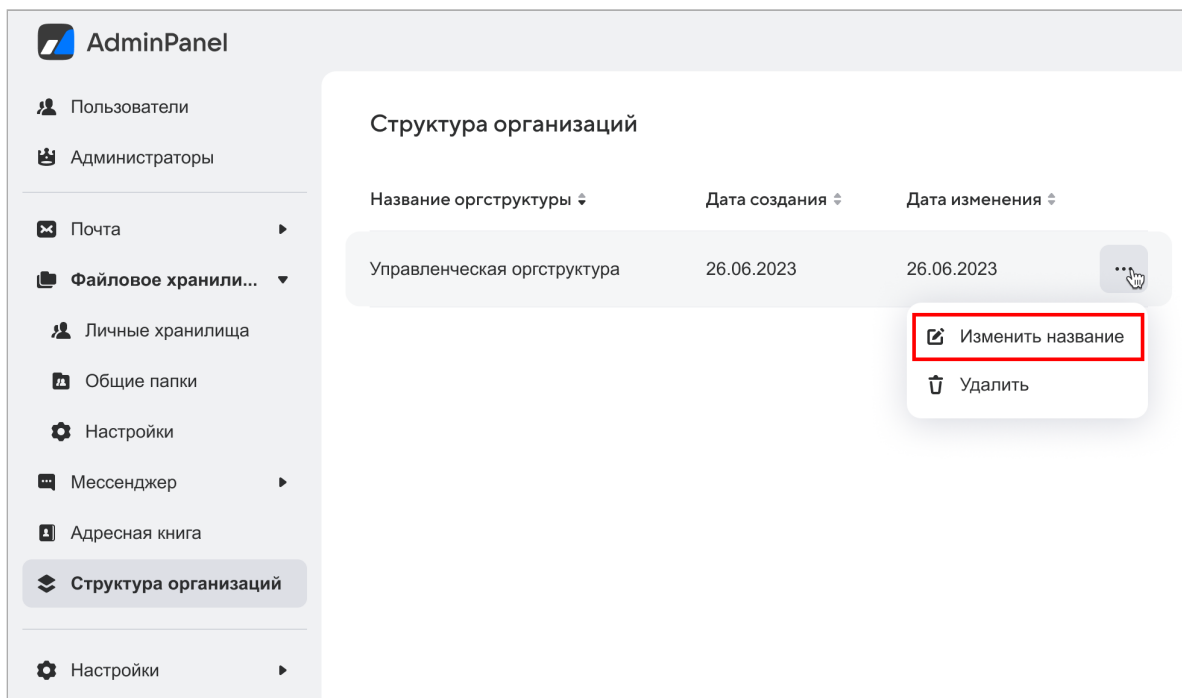 AdminPanel
Пользователи
Администраторы
Почта
Файловое хранили...
Личные хранилища
Общие папки
Настройки
Мессенджер
Адресная книга
Структура организаций
Настройки
Структура организаций
Название оргструктуры Дата создания Дата изменения
Управленческая оргструктура 26.06.2023 26.06.2023
Изменить название
Удалить